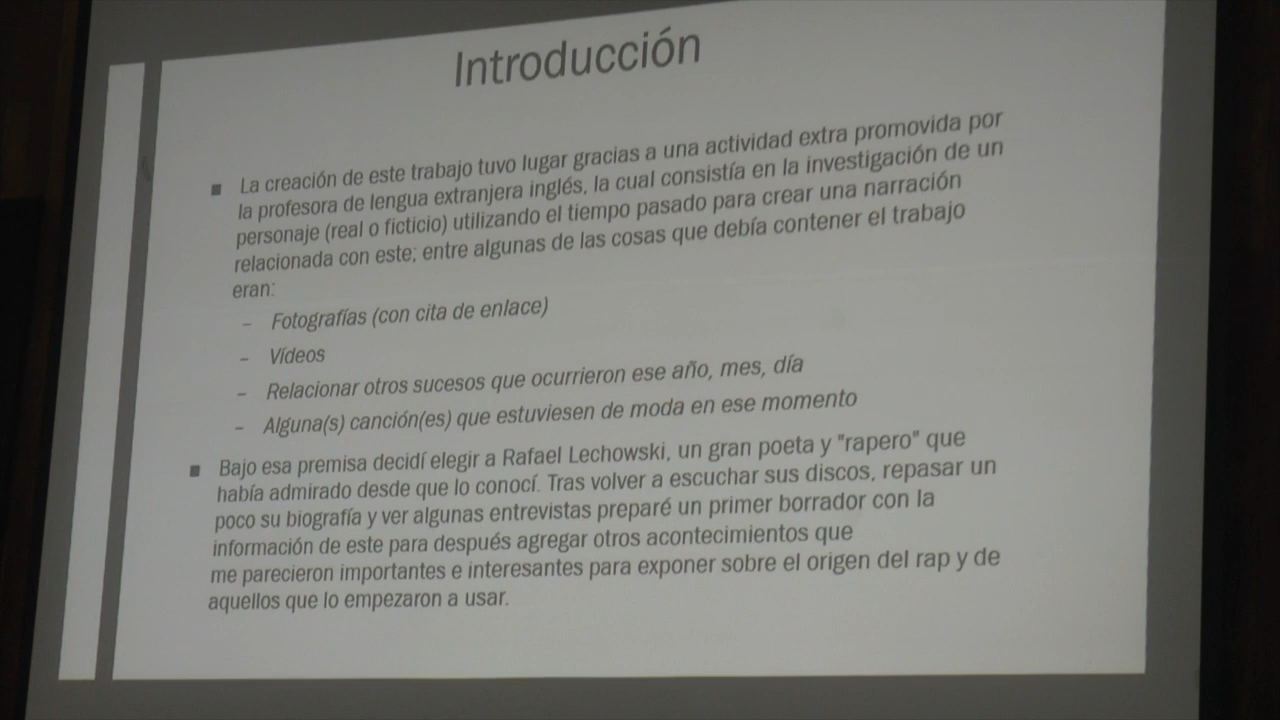 Introducción
■ La creación de este trabajo tuvo lugar gracias a una actividad extra promovida por
la profesora de lengua extranjera inglés, la cual consistía en la investigación de un
personaje (real o ficticio) utilizando el tiempo pasado para crear una narración
relacionada con este; entre algunas de las cosas que debía contener el trabajo
eran:
– Fotografías (con cita de enlace)
– Vídeos
– Relacionar otros sucesos que ocurrieron ese año, mes, día
– Alguna(s) canción(es) que estuviesen de moda en ese momento
■ Bajo esa premisa decidí elegir a Rafael Lechowski, un gran poeta y "rapero" que
había admirado desde que lo conocí. Tras volver a escuchar sus discos, repasar un
poco su biografía y ver algunas entrevistas preparé un primer borrador con la
información de este para después agregar otros acontecimientos que
me parecieron importantes e interesantes para exponer sobre el origen del rap y de
aquellos que lo empezaron a usar.